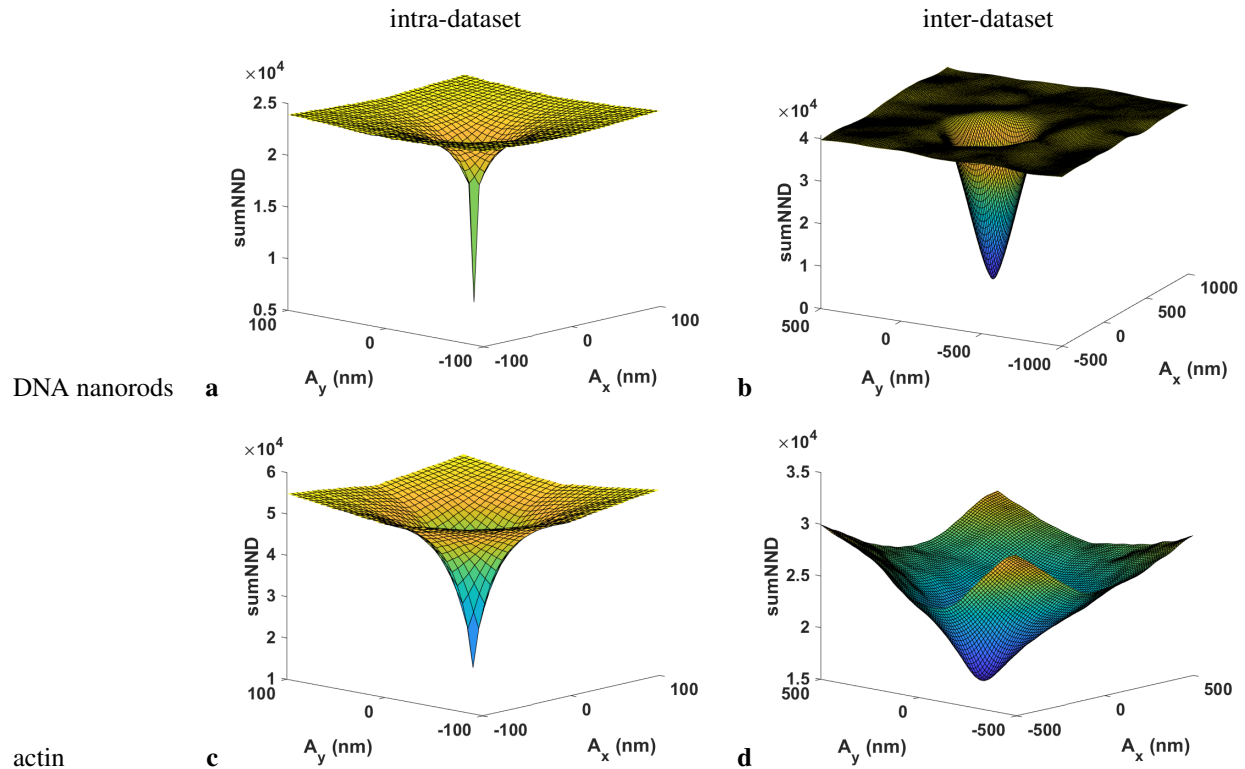 intra-dataset
inter-dataset
×10⁴
2.5
2
1.5
1
0.5
sumNND
100
0
-100
A_y (nm)
-100
0
100
A_x (nm)
×10⁴
4
3
2
1
0
sumNND
500
0
-500
-1000
A_y (nm)
-500
0
500
1000
A_x (nm)
DNA nanorods
a
b
×10⁴
6
5
4
3
2
1
sumNND
100
0
-100
A_y (nm)
-100
0
100
A_x (nm)
×10⁴
3.5
3
2.5
2
1.5
sumNND
500
0
-500
A_y (nm)
-500
0
500
A_x (nm)
actin
c
d